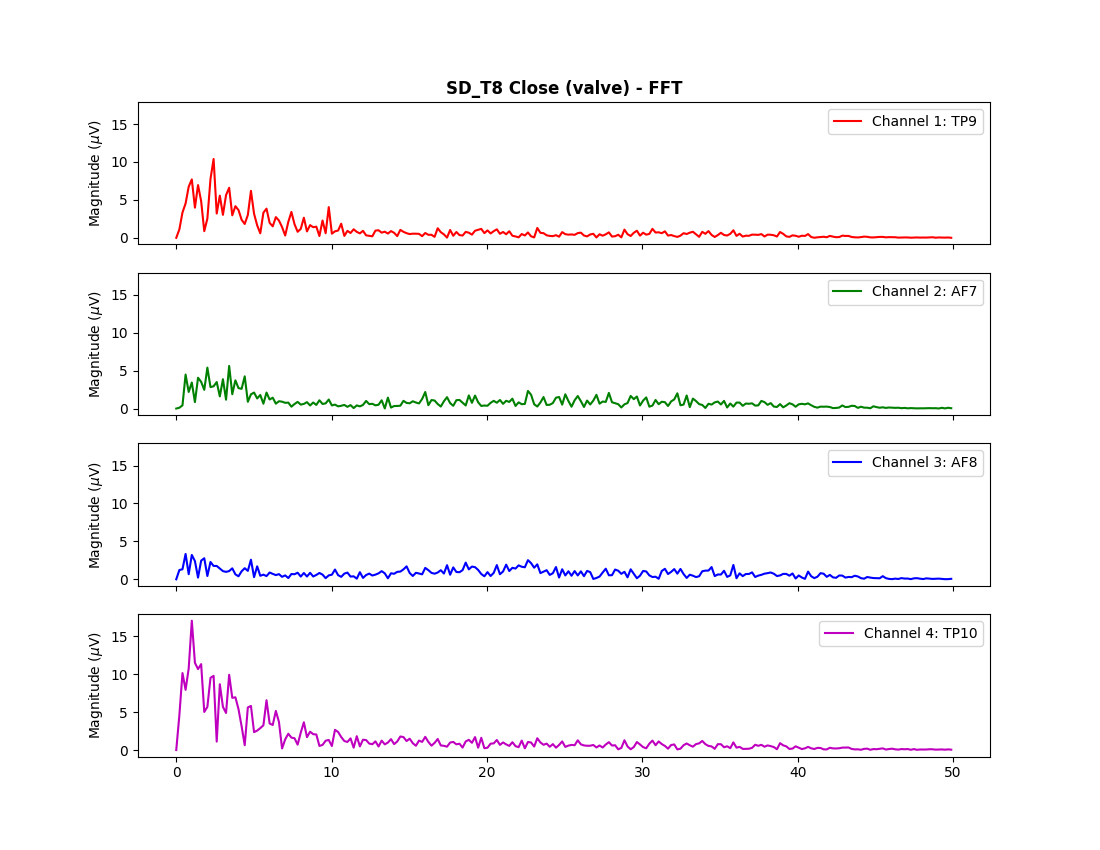 SD_T8 Close (valve) - FFT
Magnitude (μV)
15
10
5
0
Channel 1: TP9
Magnitude (μV)
15
10
5
0
Channel 2: AF7
Magnitude (μV)
15
10
5
0
Channel 3: AF8
Magnitude (μV)
15
10
5
0
Channel 4: TP10
0 10 20 30 40 50